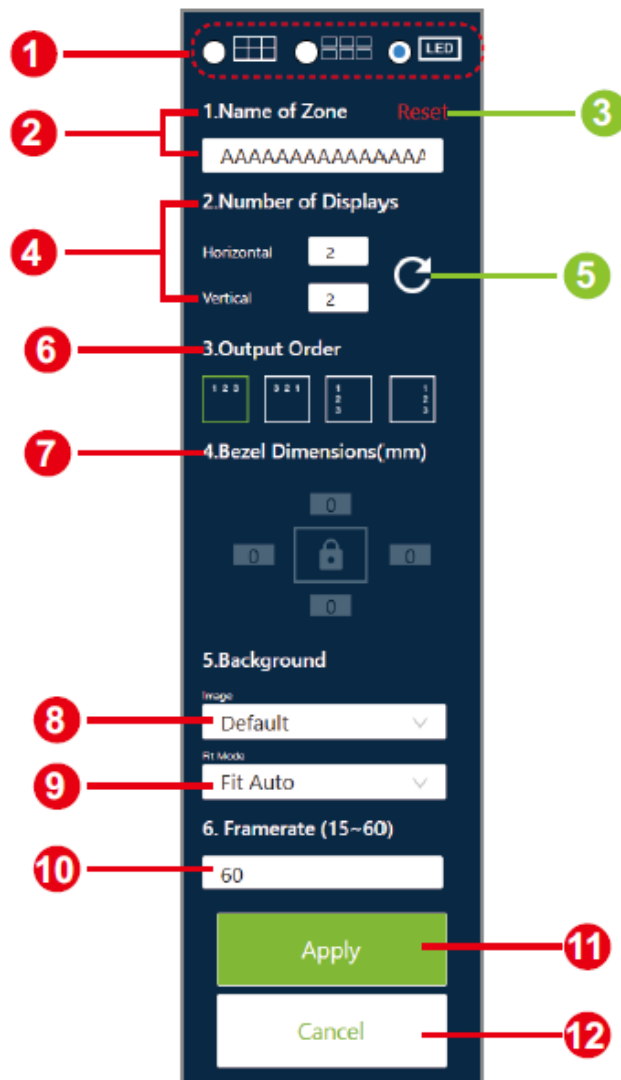 1 LED
1.Name of Zone Reset 3
2 AAAAAAAAAAAAAAA
2.Number of Displays
4 Horizontal 2 5
Vertical 2
6 3.Output Order
1 2 3 3 2 1 1 2 3 1 2 3
7 4.Bezel Dimensions(mm)
0
0 0
0
5.Background
Image
8 Default
Fit Mode
9 Fit Auto
6. Framerate (15~60)
10 60
Apply 11
Cancel 12